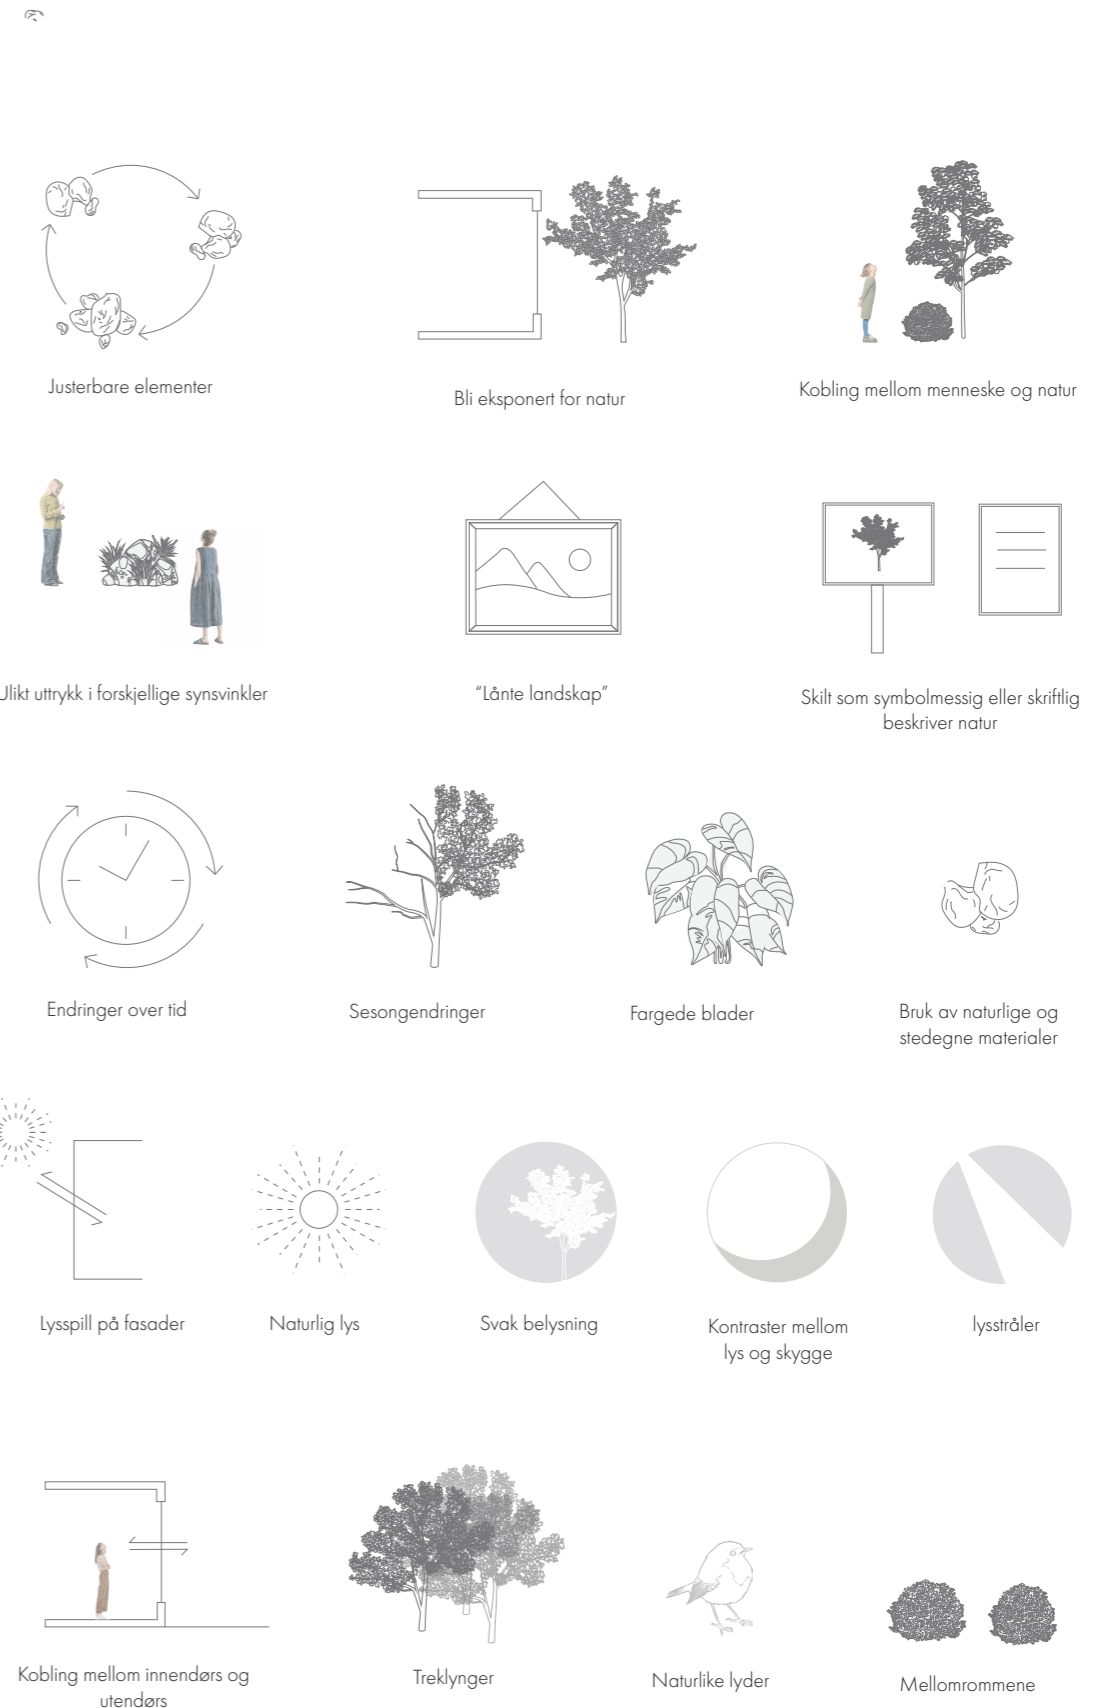 Justerbare elementer
Bli eksponert for natur
Kobling mellom menneske og natur
Ulikt uttrykk i forskjellige synsvinkler
“Lånte landskap”
Skilt som symbolmessig eller skriftlig
beskriver natur
Endringer over tid
Sesongendringer
Fargede blader
Bruk av naturlige og
stedegne materialer
Lysspill på fasader
Naturlig lys
Svak belysning
Kontraster mellom
lys og skygge
lysstråler
Kobling mellom innendørs og
utendørs
Treklynger
Naturlike lyder
Mellomrommene